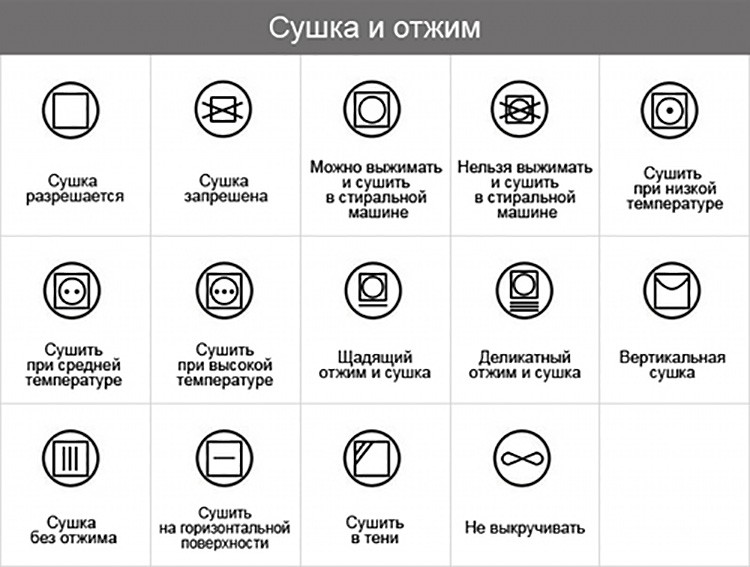 Сушка и отжим
Сушка
разрешается
Сушка
запрешена
Можно выжимать
и сушить
в стиральной
машине
Нельзя выжимать
и сушить
в стиральной
машине
Сушить
при низкой
температуре
Сушить
при средней
температуре
Сушить
при высокой
температуре
Щадящий
отжим и сушка
Деликатный
отжим и сушка
Вертикальная
сушка
Сушка
без отжима
Сушить
на горизонтальной
поверхности
Сушить
в тени
Не выкручивать